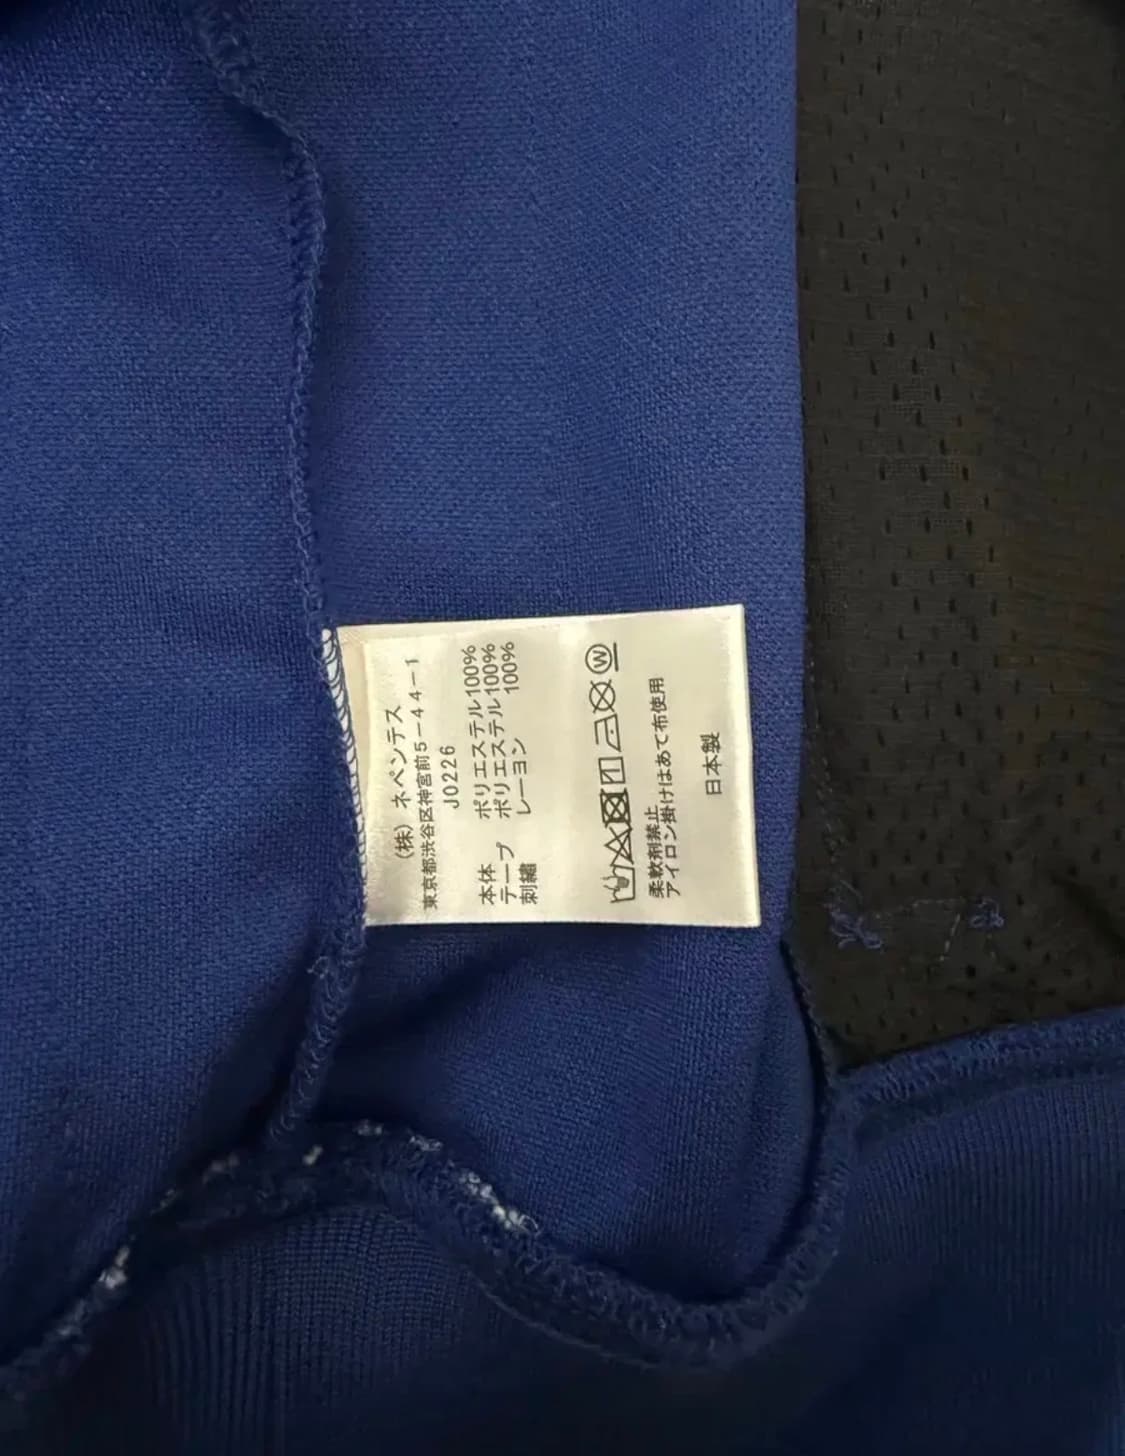 (株)ネペンテス
東京都渋谷区神宮前5-44-1
J0226
本体 ポリエステル100%
テープ ポリエステル100%
刺繍 レーヨン 100%
W
柔軟剤禁止
アイロン掛けはあて布使用
日本製